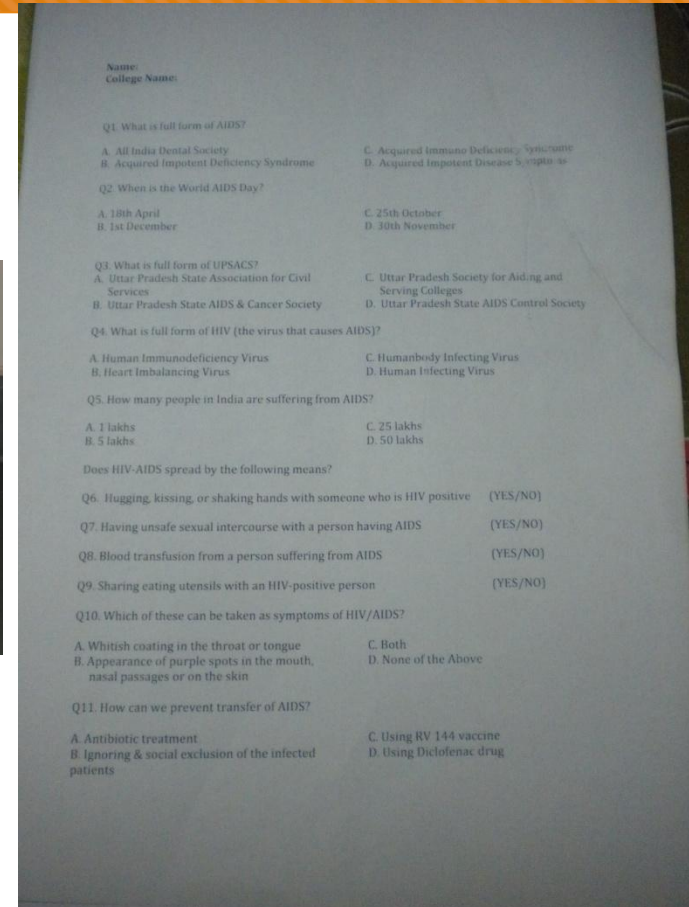 Name:
College Name:
Q1. What is full form of AIDS?
A. All India Dental Society
B. Acquired Impotent Deficiency Syndrome
C. Acquired Immuno Deficiency Syndrome
D. Acquired Impotent Disease Symptoms
Q2. When is the World AIDS Day?
A. 18th April
B. 1st December
C. 25th October
D. 30th November
Q3. What is full form of UPSACS?
A. Uttar Pradesh State Association for Civil
Services
B. Uttar Pradesh State AIDS & Cancer Society
C. Uttar Pradesh Society for Aiding and
Serving Colleges
D. Uttar Pradesh State AIDS Control Society
Q4. What is full form of HIV (the virus that causes AIDS)?
A. Human Immunodeficiency Virus
B. Heart Imbalancing Virus
C. Humanbody Infecting Virus
D. Human Infecting Virus
Q5. How many people in India are suffering from AIDS?
A. 1 lakhs
B. 5 lakhs
C. 25 lakhs
D. 50 lakhs
Does HIV-AIDS spread by the following means?
Q6. Hugging, kissing, or shaking hands with someone who is HIV positive (YES/NO)
Q7. Having unsafe sexual intercourse with a person having AIDS (YES/NO)
Q8. Blood transfusion from a person suffering from AIDS (YES/NO)
Q9. Sharing eating utensils with an HIV-positive person (YES/NO)
Q10. Which of these can be taken as symptoms of HIV/AIDS?
A. Whitish coating in the throat or tongue
B. Appearance of purple spots in the mouth,
nasal passages or on the skin
C. Both
D. None of the Above
Q11. How can we prevent transfer of AIDS?
A. Antibiotic treatment
B. Ignoring & social exclusion of the infected
patients
C. Using RV 144 vaccine
D. Using Diclofenac drug